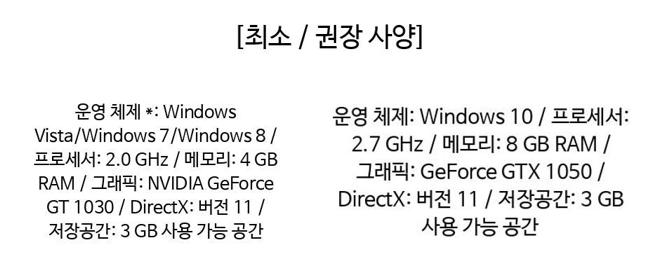 [최소 / 권장 사양]
운영 체제 *: Windows
Vista/Windows 7/Windows 8 /
프로세서: 2.0 GHz / 메모리: 4 GB
RAM / 그래픽: NVIDIA GeForce
GT 1030 / DirectX: 버전 11 /
저장공간: 3 GB 사용 가능 공간
운영 체제: Windows 10 / 프로세서:
2.7 GHz / 메모리: 8 GB RAM /
그래픽: GeForce GTX 1050 /
DirectX: 버전 11 / 저장공간: 3 GB
사용 가능 공간